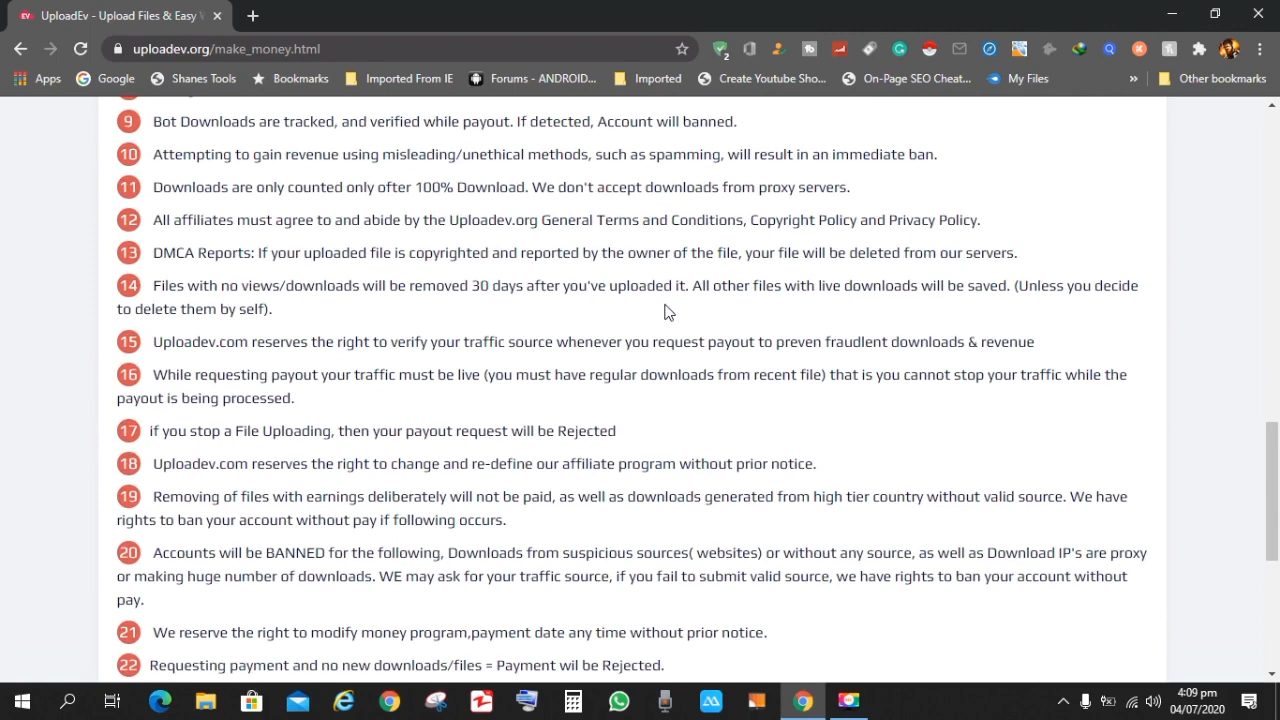 UploadEv - Upload Files & Easy
uploadev.org/make_money.html
Apps Google Shanes Tools Bookmarks Imported From IE Forums - ANDROID... Imported Create Youtube Sho... On-Page SEO Cheat... My Files » Other bookmarks
9 Bot Downloads are tracked, and verified while payout. If detected, Account will banned.
10 Attempting to gain revenue using misleading/unethical methods, such as spamming, will result in an immediate ban.
11 Downloads are only counted only ofter 100% Download. We don't accept downloads from proxy servers.
12 All affiliates must agree to and abide by the Uploadev.org General Terms and Conditions, Copyright Policy and Privacy Policy.
13 DMCA Reports: If your uploaded file is copyrighted and reported by the owner of the file, your file will be deleted from our servers.
14 Files with no views/downloads will be removed 30 days after you've uploaded it. All other files with live downloads will be saved. (Unless you decide
to delete them by self).
15 Uploadev.com reserves the right to verify your traffic source whenever you request payout to preven fraudlent downloads & revenue
16 While requesting payout your traffic must be live (you must have regular downloads from recent file) that is you cannot stop your traffic while the
payout is being processed.
17 if you stop a File Uploading, then your payout request will be Rejected
18 Uploadev.com reserves the right to change and re-define our affiliate program without prior notice.
19 Removing of files with earnings deliberately will not be paid, as well as downloads generated from high tier country without valid source. We have
rights to ban your account without pay if following occurs.
20 Accounts will be BANNED for the following, Downloads from suspicious sources( websites) or without any source, as well as Download IP's are proxy
or making huge number of downloads. WE may ask for your traffic source, if you fail to submit valid source, we have rights to ban your account without
pay.
21 We reserve the right to modify money program,payment date any time without prior notice.
22 Requesting payment and no new downloads/files = Payment wil be Rejected.
4:09 pm
04/07/2020